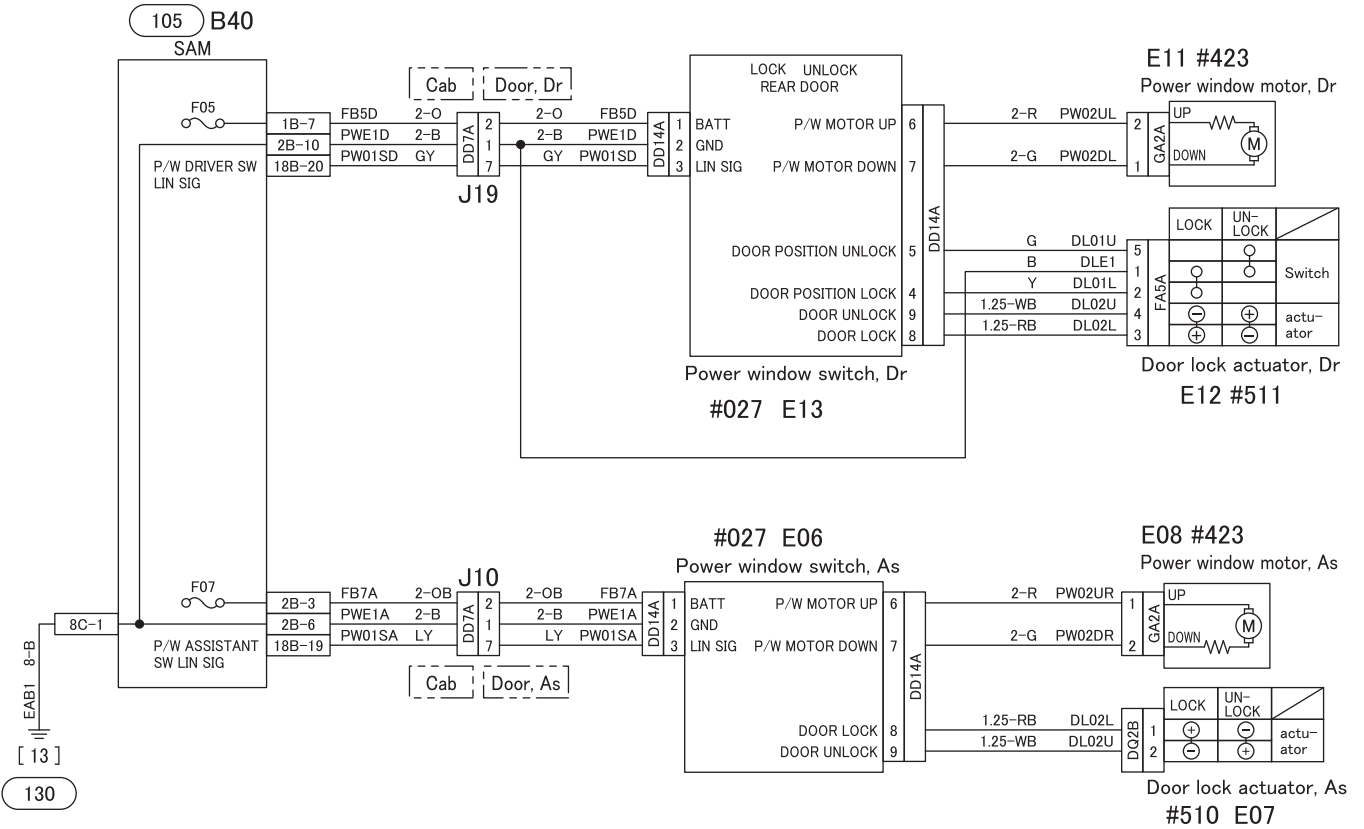 105 B40
SAM
F05
1B-7
2B-10
18B-20
P/W DRIVER SW
LIN SIG
FB5D 2-O
PWE1D 2-B
PW01SD GY
Cab
Door, Dr
DD7A
2
1
7
J19
2-O FB5D
2-B PWE1D
GY PW01SD
DD14A
1
2
3
LOCK UNLOCK
REAR DOOR
BATT
GND
LIN SIG
P/W MOTOR UP 6
P/W MOTOR DOWN 7
DOOR POSITION UNLOCK 5
DOOR POSITION LOCK 4
DOOR UNLOCK 9
DOOR LOCK 8
DD14A
Power window switch, Dr
#027 E13
2-R PW02UL
2-G PW02DL
2
1
GA2A
E11 #423
Power window motor, Dr
UP
M
DOWN
G DL01U
B DLE1
Y DL01L
1.25-WB DL02U
1.25-RB DL02L
5
1
2
4
3
FA5A
LOCK
UN-
LOCK
Switch
actu-
ator
− +
+ −
Door lock actuator, Dr
E12 #511
F07
2B-3
2B-6
18B-19
8C-1
P/W ASSISTANT
SW LIN SIG
EAB1 8-B
[ 13 ]
130
FB7A 2-OB
PWE1A 2-B
PW01SA LY
J10
DD7A
2
1
7
Cab
Door, As
2-OB FB7A
2-B PWE1A
LY PW01SA
DD14A
1
2
3
#027 E06
Power window switch, As
BATT
GND
LIN SIG
P/W MOTOR UP 6
P/W MOTOR DOWN 7
DOOR LOCK 8
DOOR UNLOCK 9
DD14A
2-R PW02UR
2-G PW02DR
1
2
GA2A
E08 #423
Power window motor, As
UP
M
DOWN
1.25-RB DL02L
1.25-WB DL02U
DQ2B
1
2
LOCK
UN-
LOCK
actu-
ator
+ −
− +
Door lock actuator, As
#510 E07